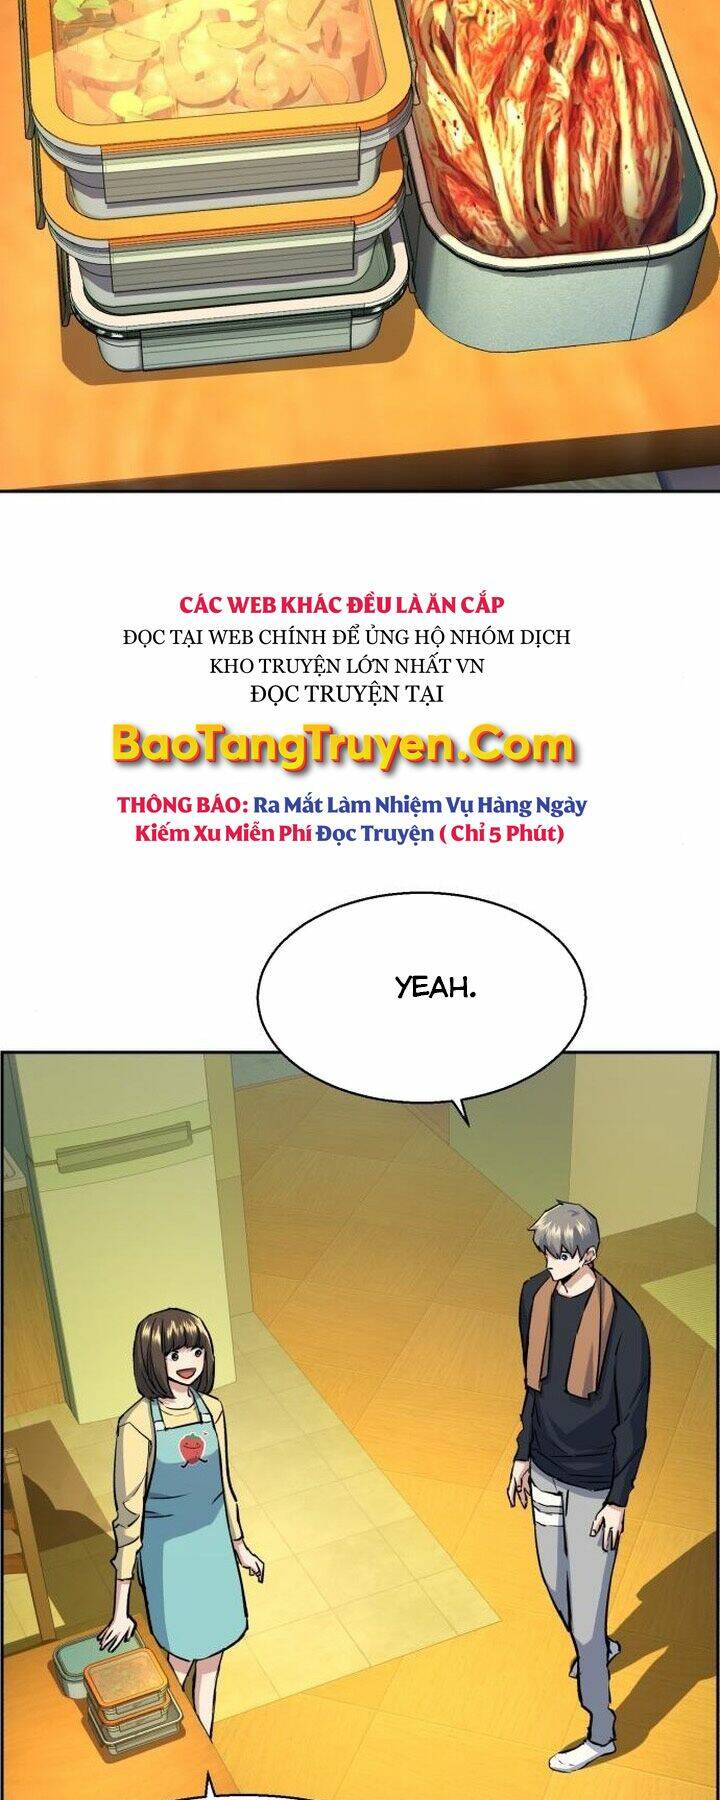 CÁC WEB KHÁC ĐỀU LÀ ĂN CẮP
ĐỌC TẠI WEB CHÍNH ĐỂ ỦNG HỘ NHÓM DỊCH
KHO TRUYỆN LỚN NHẤT VN
ĐỌC TRUYỆN TẠI
BaoTangTruyen.Com
THÔNG BÁO: Ra Mắt Làm Nhiệm Vụ Hàng Ngày
Kiếm Xu Miễn Phí Đọc Truyện ( Chỉ 5 Phút)
YEAH.